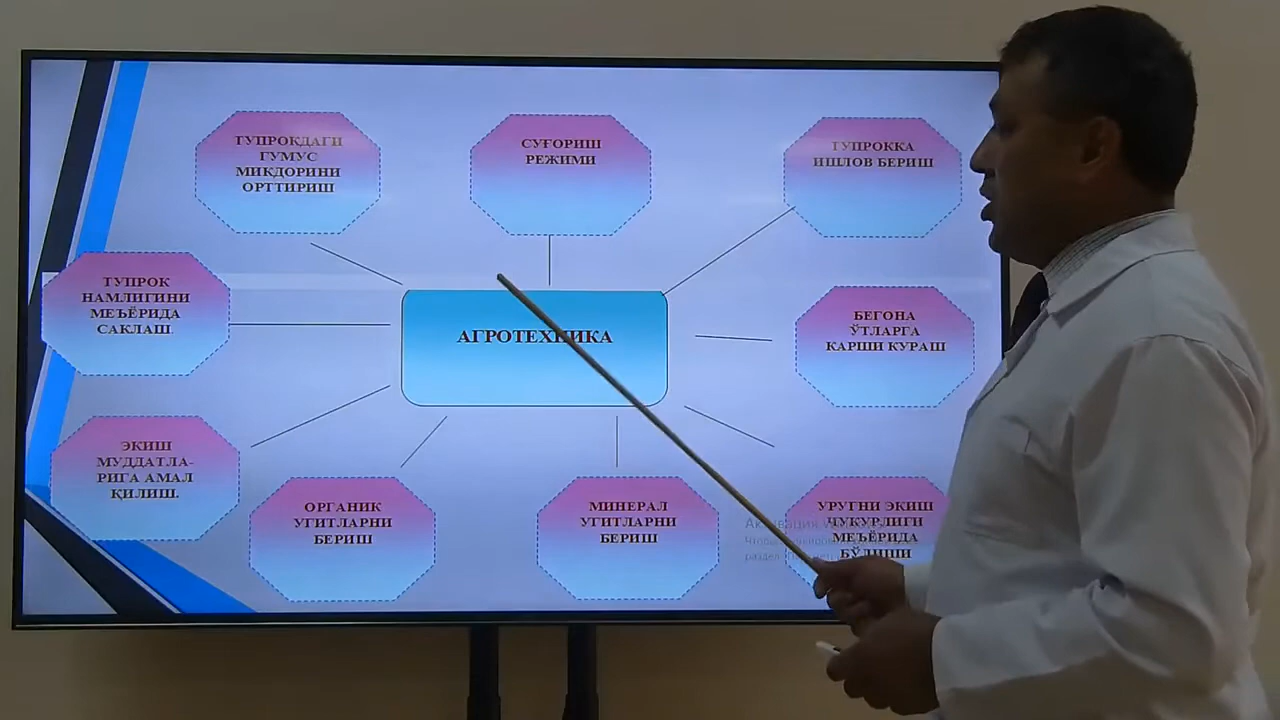 ТУПРОКДАГИ
ГУМУС
МИКДОРИНИ
ОРТТИРИШ
СУҒОРИШ
РЕЖИМИ
ТУПРОККА
ИШЛОВ БЕРИШ
ТУПРОК
НАМЛИГИНИ
МЕЪЁРИДА
САКЛАШ.
АГРОТЕХНИКА
БЕГОНА
ЎТЛАРГА
КАРШИ КУРАШ
ЭКИШ
МУДДАТЛА-
РИГА АМАЛ
ҚИЛИШ.
ОРГАНИК
УГИТЛАРНИ
БЕРИШ
МИНЕРАЛ
УГИТЛАРНИ
БЕРИШ
УРУГНИ ЭКИШ
ЧУКУРЛИГИ
МЕЪЁРИДА
БЎЛИШИ